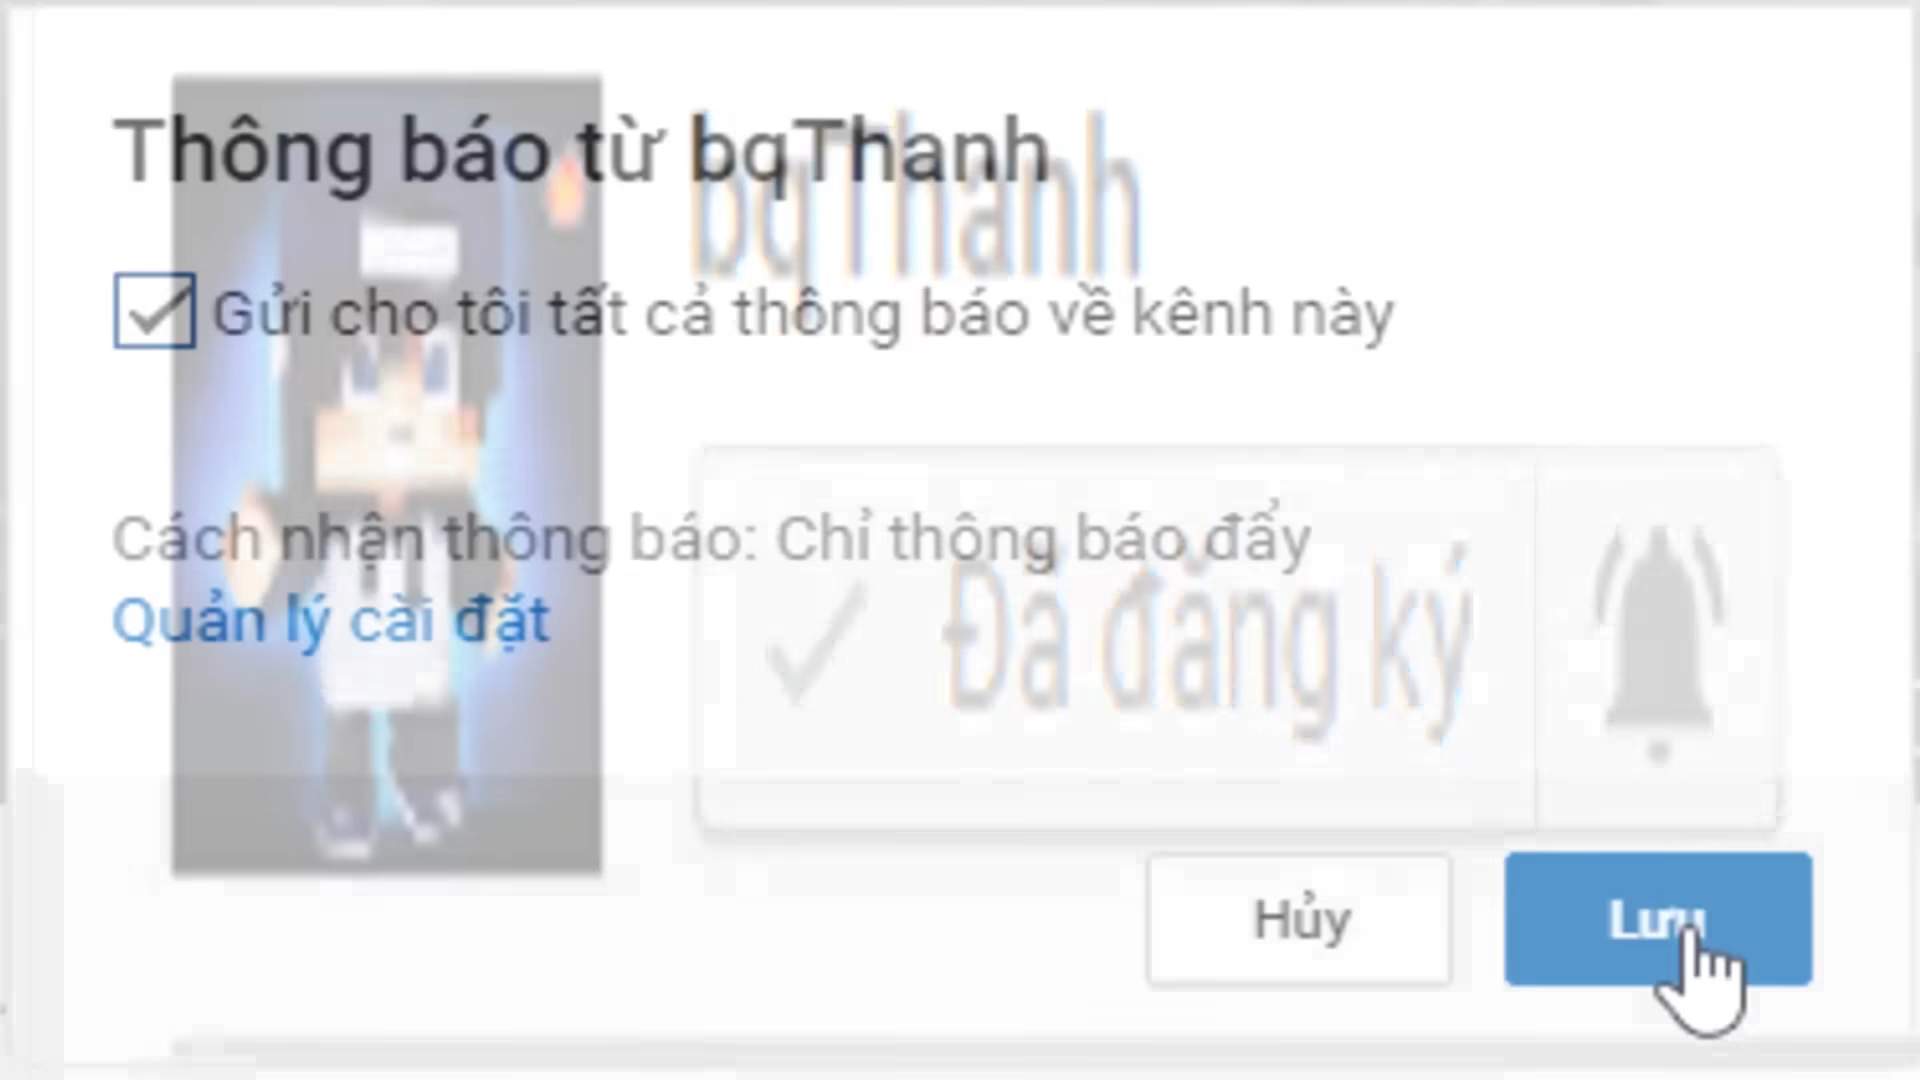 Thông báo từ bqThanh
bqThanh
Gửi cho tôi tất cả thông báo về kênh này
Cách nhận thông báo: Chỉ thông báo đẩy
Đã đăng ký
Quản lý cài đặt
Hủy
Lưu